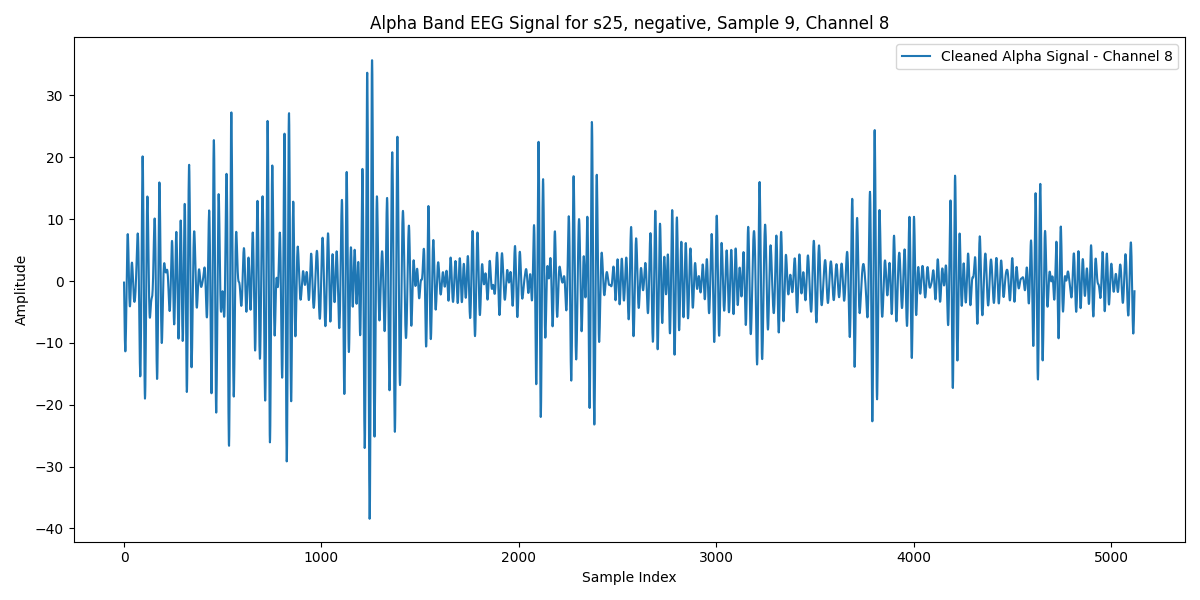 Alpha Band EEG Signal for s25, negative, Sample 9, Channel 8
Cleaned Alpha Signal - Channel 8
Amplitude
30
20
10
0
−10
−20
−30
−40
0 1000 2000 3000 4000 5000
Sample Index